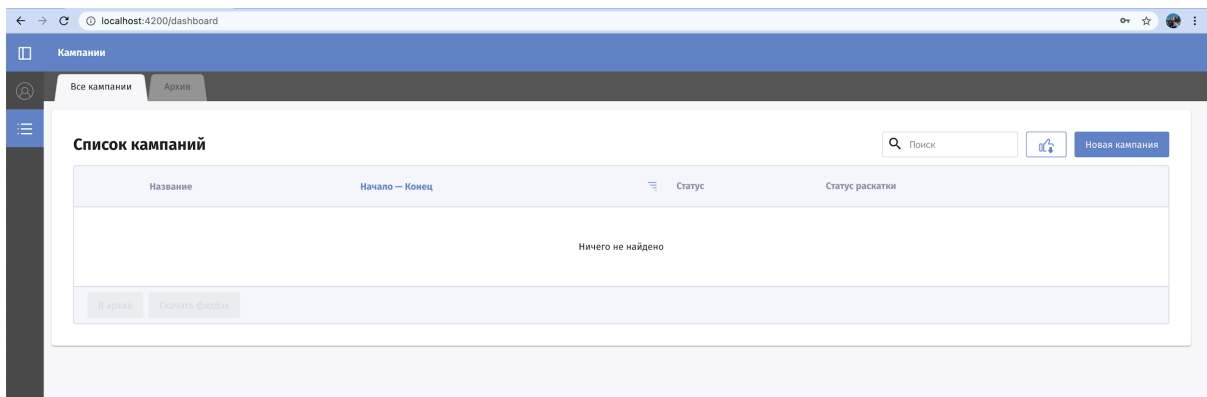 localhost:4200/dashboard
Кампании
Все кампании Архив
Список кампаний Поиск Новая кампания
Название Начало — Конец Статус Статус раскатки
Ничего не найдено
В архив Скачать фидбэк